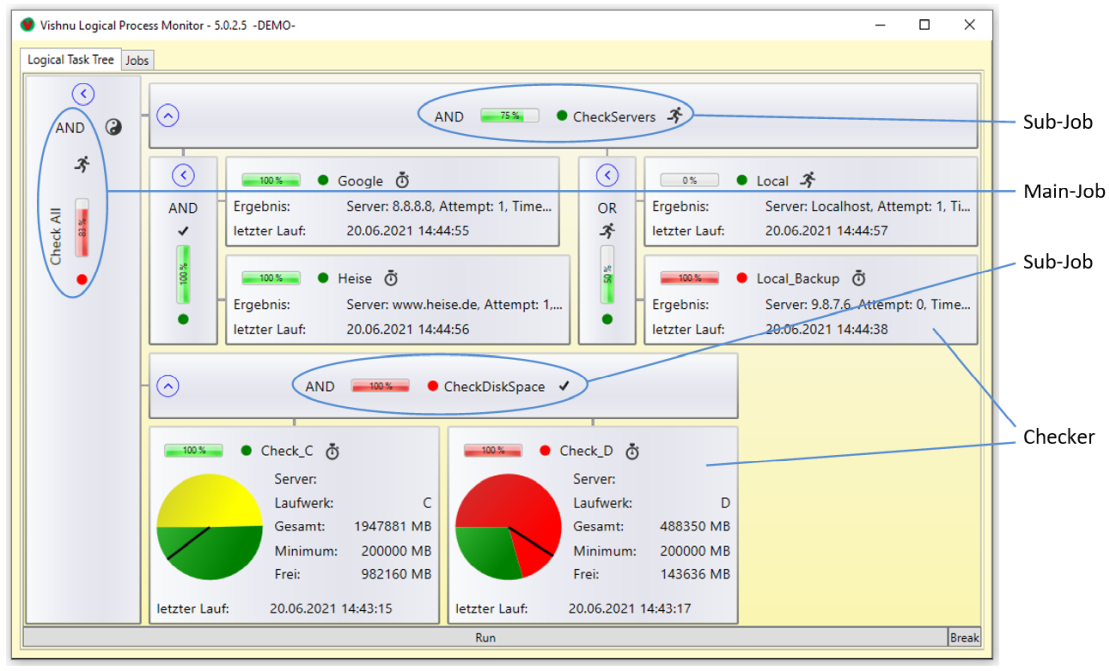 Vishnu Logical Process Monitor - 5.0.2.5 -DEMO-
Logical Task Tree Jobs
AND
Check All
83 %
AND 75 % CheckServers
Sub-Job
Main-Job
AND
100 %
100 % Google
Ergebnis: Server: 8.8.8.8, Attempt: 1, Time...
letzter Lauf: 20.06.2021 14:44:55
100 % Heise
Ergebnis: Server: www.heise.de, Attempt: 1,...
letzter Lauf: 20.06.2021 14:44:56
OR
50 %
0 % Local
Ergebnis: Server: Localhost, Attempt: 1, Ti...
letzter Lauf: 20.06.2021 14:44:57
100 % Local_Backup
Ergebnis: Server: 9.8.7.6, Attempt: 0, Time...
letzter Lauf: 20.06.2021 14:44:38
Sub-Job
AND 100 % CheckDiskSpace
Checker
100 % Check_C
Server:
Laufwerk: C
Gesamt: 1947881 MB
Minimum: 200000 MB
Frei: 982160 MB
letzter Lauf: 20.06.2021 14:43:15
100 % Check_D
Server:
Laufwerk: D
Gesamt: 488350 MB
Minimum: 200000 MB
Frei: 143636 MB
letzter Lauf: 20.06.2021 14:43:17
Run Break